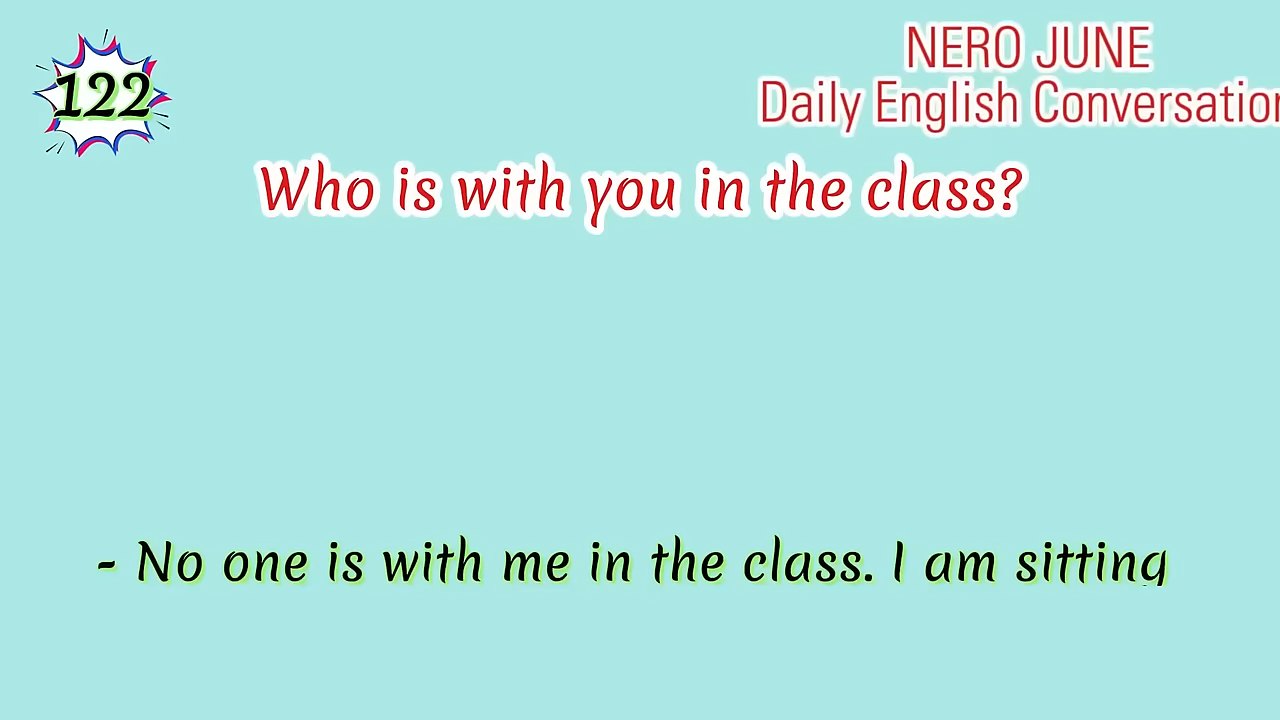 122
NERO JUNE
Daily English Conversation
Who is with you in the class?
- No one is with me in the class. I am sitting